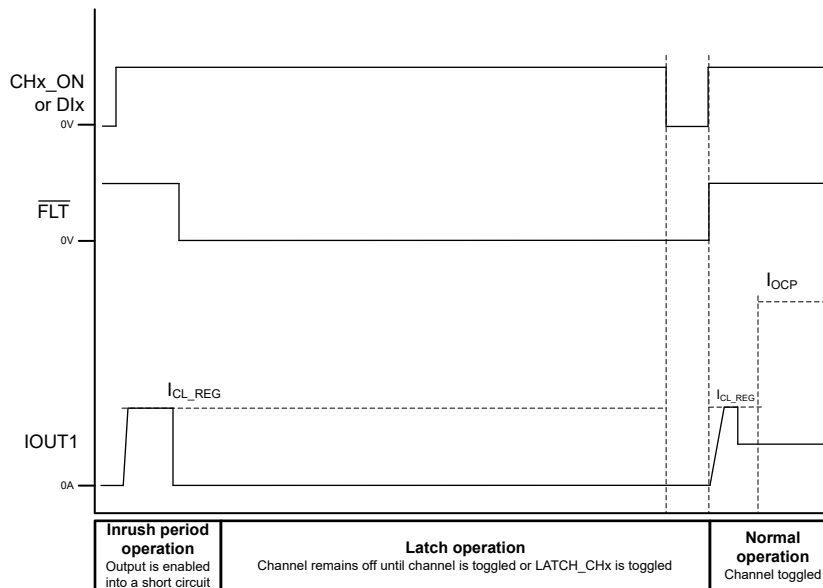 CHx_ON
or DIx
0V
FLT
0V
I_OCP
I_CL_REG
I_CL_REG
IOUT1
0A
Inrush period
operation
Output is enabled
into a short circuit
Latch operation
Channel remains off until channel is toggled or LATCH_CHx is toggled
Normal
operation
Channel toggled